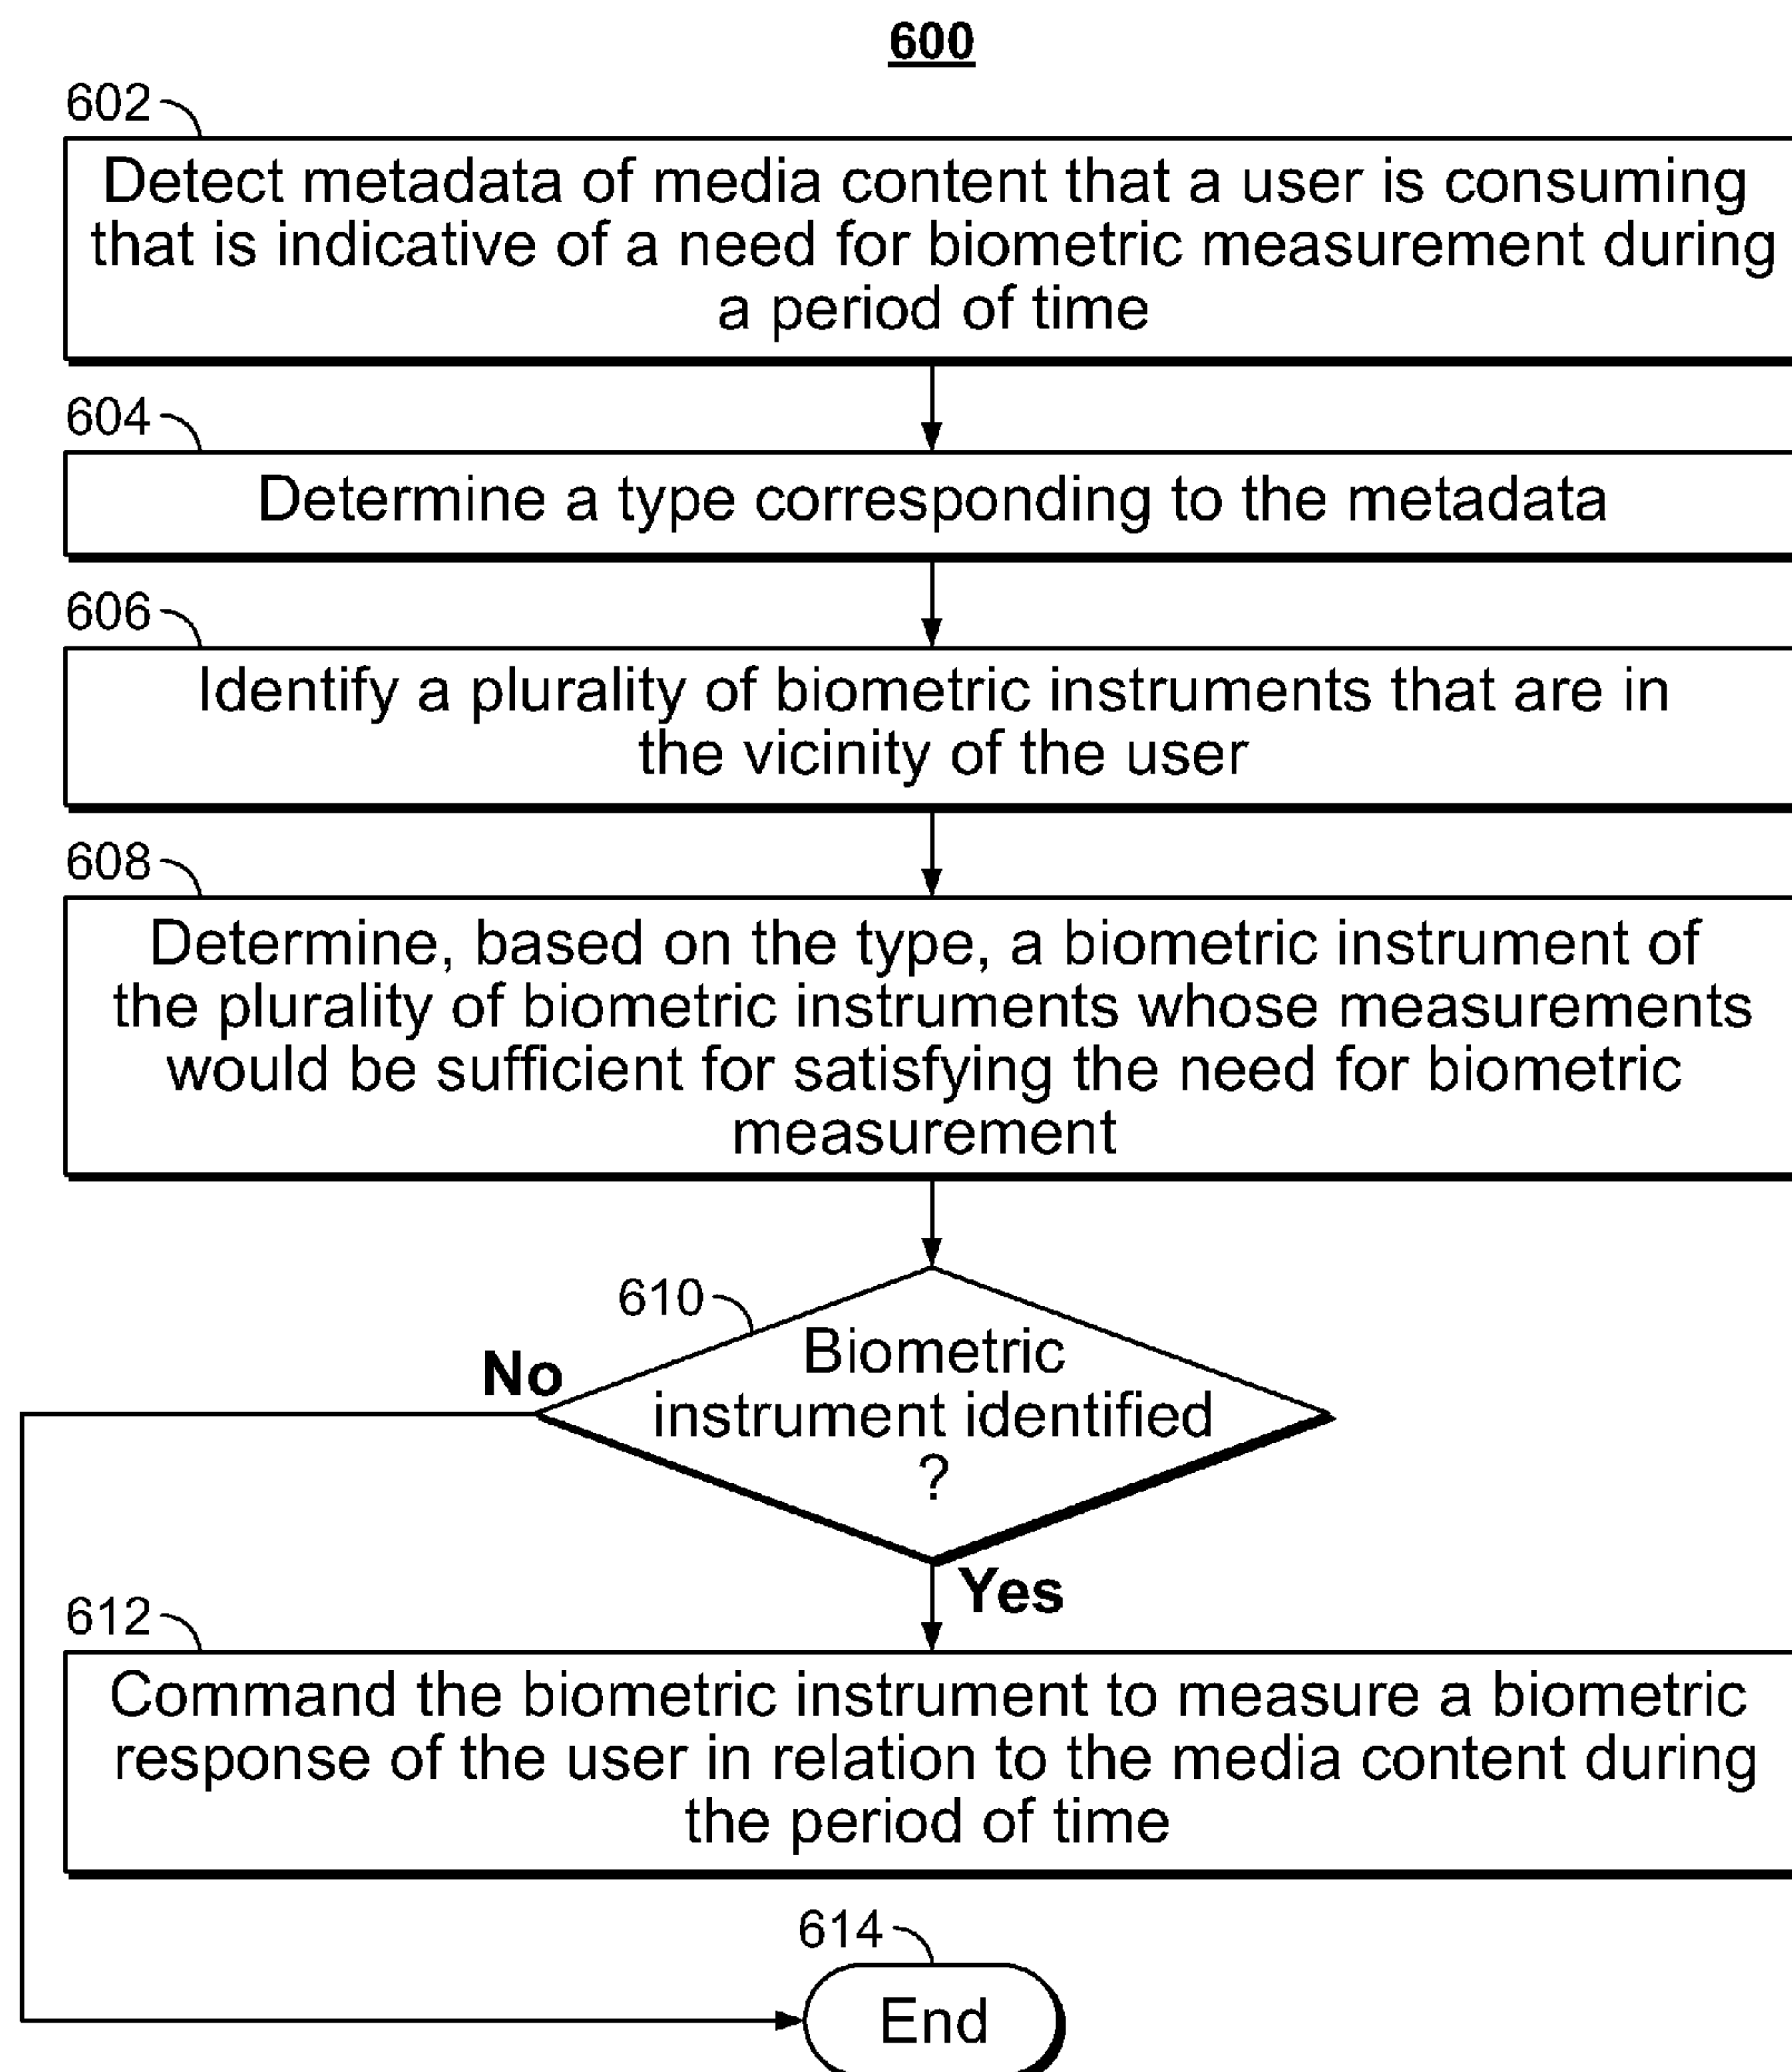 600
602
Detect metadata of media content that a user is consuming
that is indicative of a need for biometric measurement during
a period of time
604
Determine a type corresponding to the metadata
606
Identify a plurality of biometric instruments that are in
the vicinity of the user
608
Determine, based on the type, a biometric instrument of
the plurality of biometric instruments whose measurements
would be sufficient for satisfying the need for biometric
measurement
610
Biometric
instrument identified
?
No
Yes
612
Command the biometric instrument to measure a biometric
response of the user in relation to the media content during
the period of time
614
End